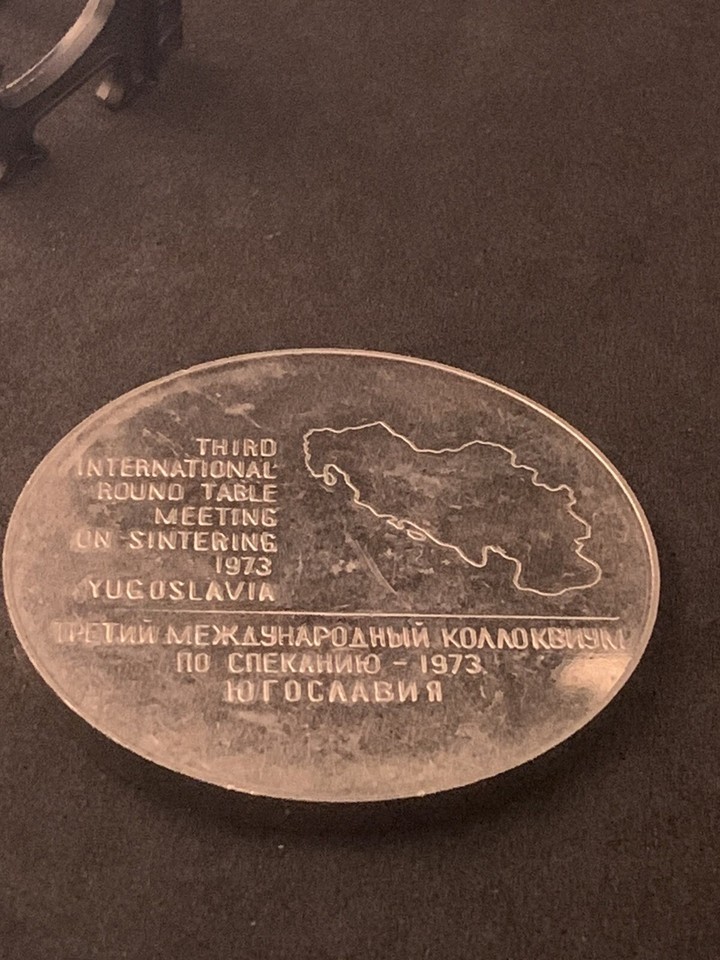 THIRD
INTERNATIONAL
ROUND TABLE
MEETING
ON SINTERING
1973
YUGOSLAVIA
ТРЕТИЙ МЕЖДУНАРОДНЫЙ КОЛЛОКВИУМ
ПО СПЕКАНИЮ - 1973
ЮГОСЛАВИЯ